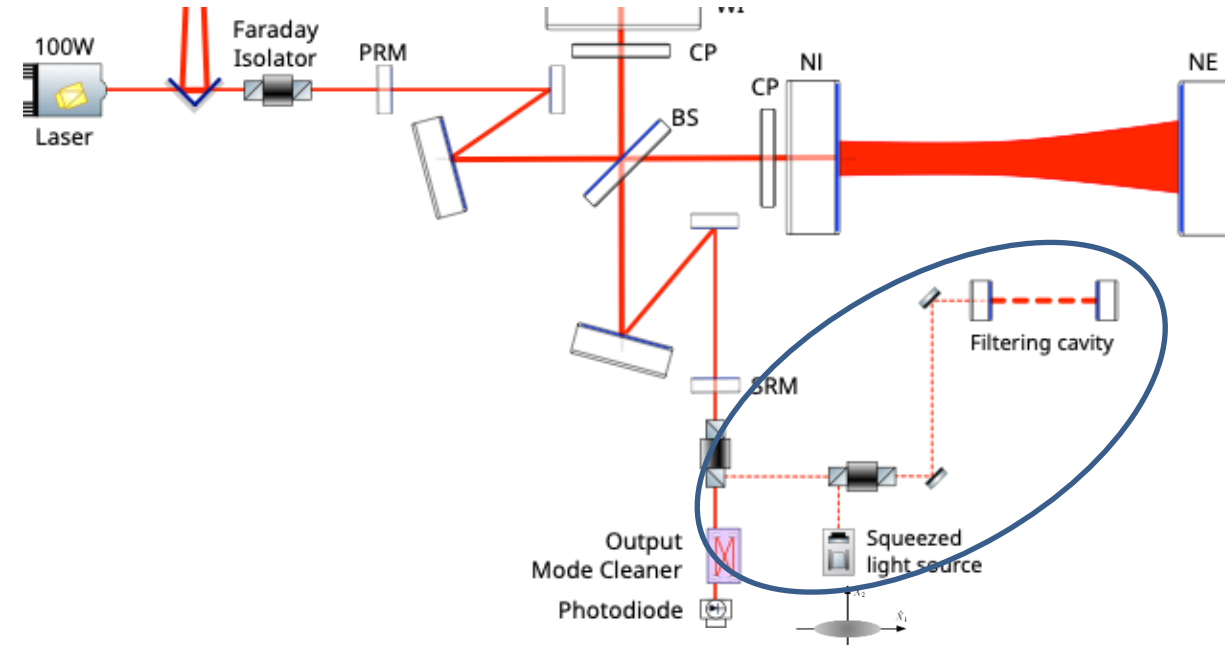 100W
Laser
Faraday
Isolator
PRM
CP
BS
CP
NI
NE
SRM
Filtering cavity
Output
Mode Cleaner
Squeezed
light source
Photodiode